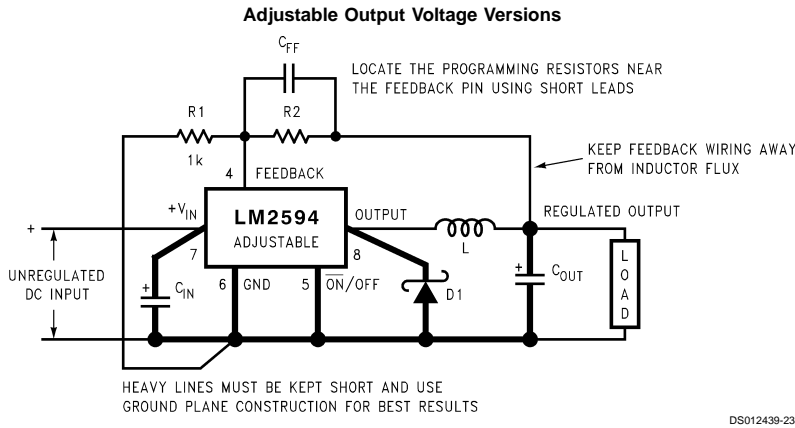 Adjustable Output Voltage Versions
CFF
LOCATE THE PROGRAMMING RESISTORS NEAR
THE FEEDBACK PIN USING SHORT LEADS
R1
R2
1k
4
FEEDBACK
KEEP FEEDBACK WIRING AWAY
FROM INDUCTOR FLUX
+VIN
LM2594
ADJUSTABLE
OUTPUT
REGULATED OUTPUT
+
7
8
L
UNREGULATED
DC INPUT
+
CIN
6
GND
5
ON/OFF
D1
+
COUT
LOAD
HEAVY LINES MUST BE KEPT SHORT AND USE
GROUND PLANE CONSTRUCTION FOR BEST RESULTS
DS012439-23